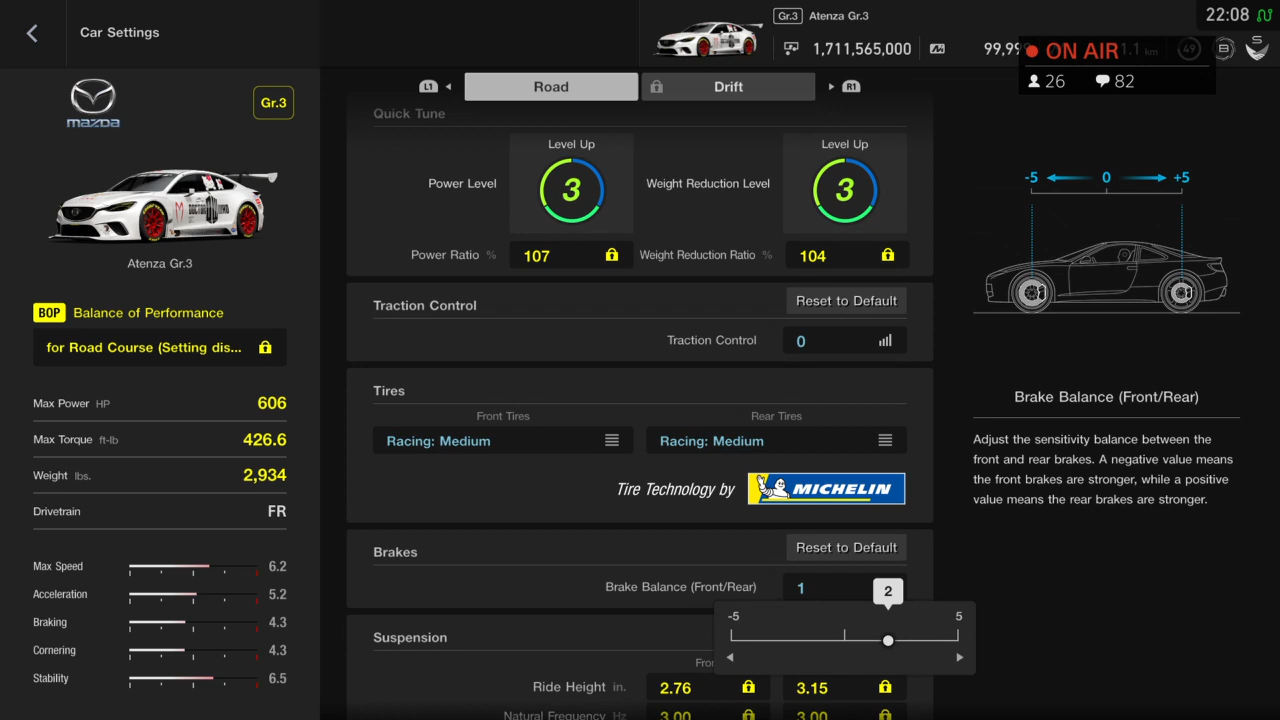 Car Settings
Gr.3
Atenza Gr.3
1,711,565,000
99,99
1.1 km
49
B
S
22:08
ON AIR
26
82
mazda
Gr.3
Atenza Gr.3
BOP Balance of Performance
for Road Course (Setting dis...
Max Power HP 606
Max Torque ft-lb 426.6
Weight lbs. 2,934
Drivetrain FR
Max Speed 6.2
Acceleration 5.2
Braking 4.3
Cornering 4.3
Stability 6.5
L1 Road Drift R1
Quick Tune
Level Up Level Up
Power Level 3 Weight Reduction Level 3
Power Ratio % 107 Weight Reduction Ratio % 104
Traction Control Reset to Default
Traction Control 0
Tires
Front Tires Rear Tires
Racing: Medium Racing: Medium
Tire Technology by MICHELIN
Brakes Reset to Default
Brake Balance (Front/Rear) 1
2
-5 5
Suspension
Fro
Ride Height in. 2.76 3.15
Natural Frequency Hz 3.00 3.00
-5 0 +5
Brake Balance (Front/Rear)
Adjust the sensitivity balance between the
front and rear brakes. A negative value means
the front brakes are stronger, while a positive
value means the rear brakes are stronger.